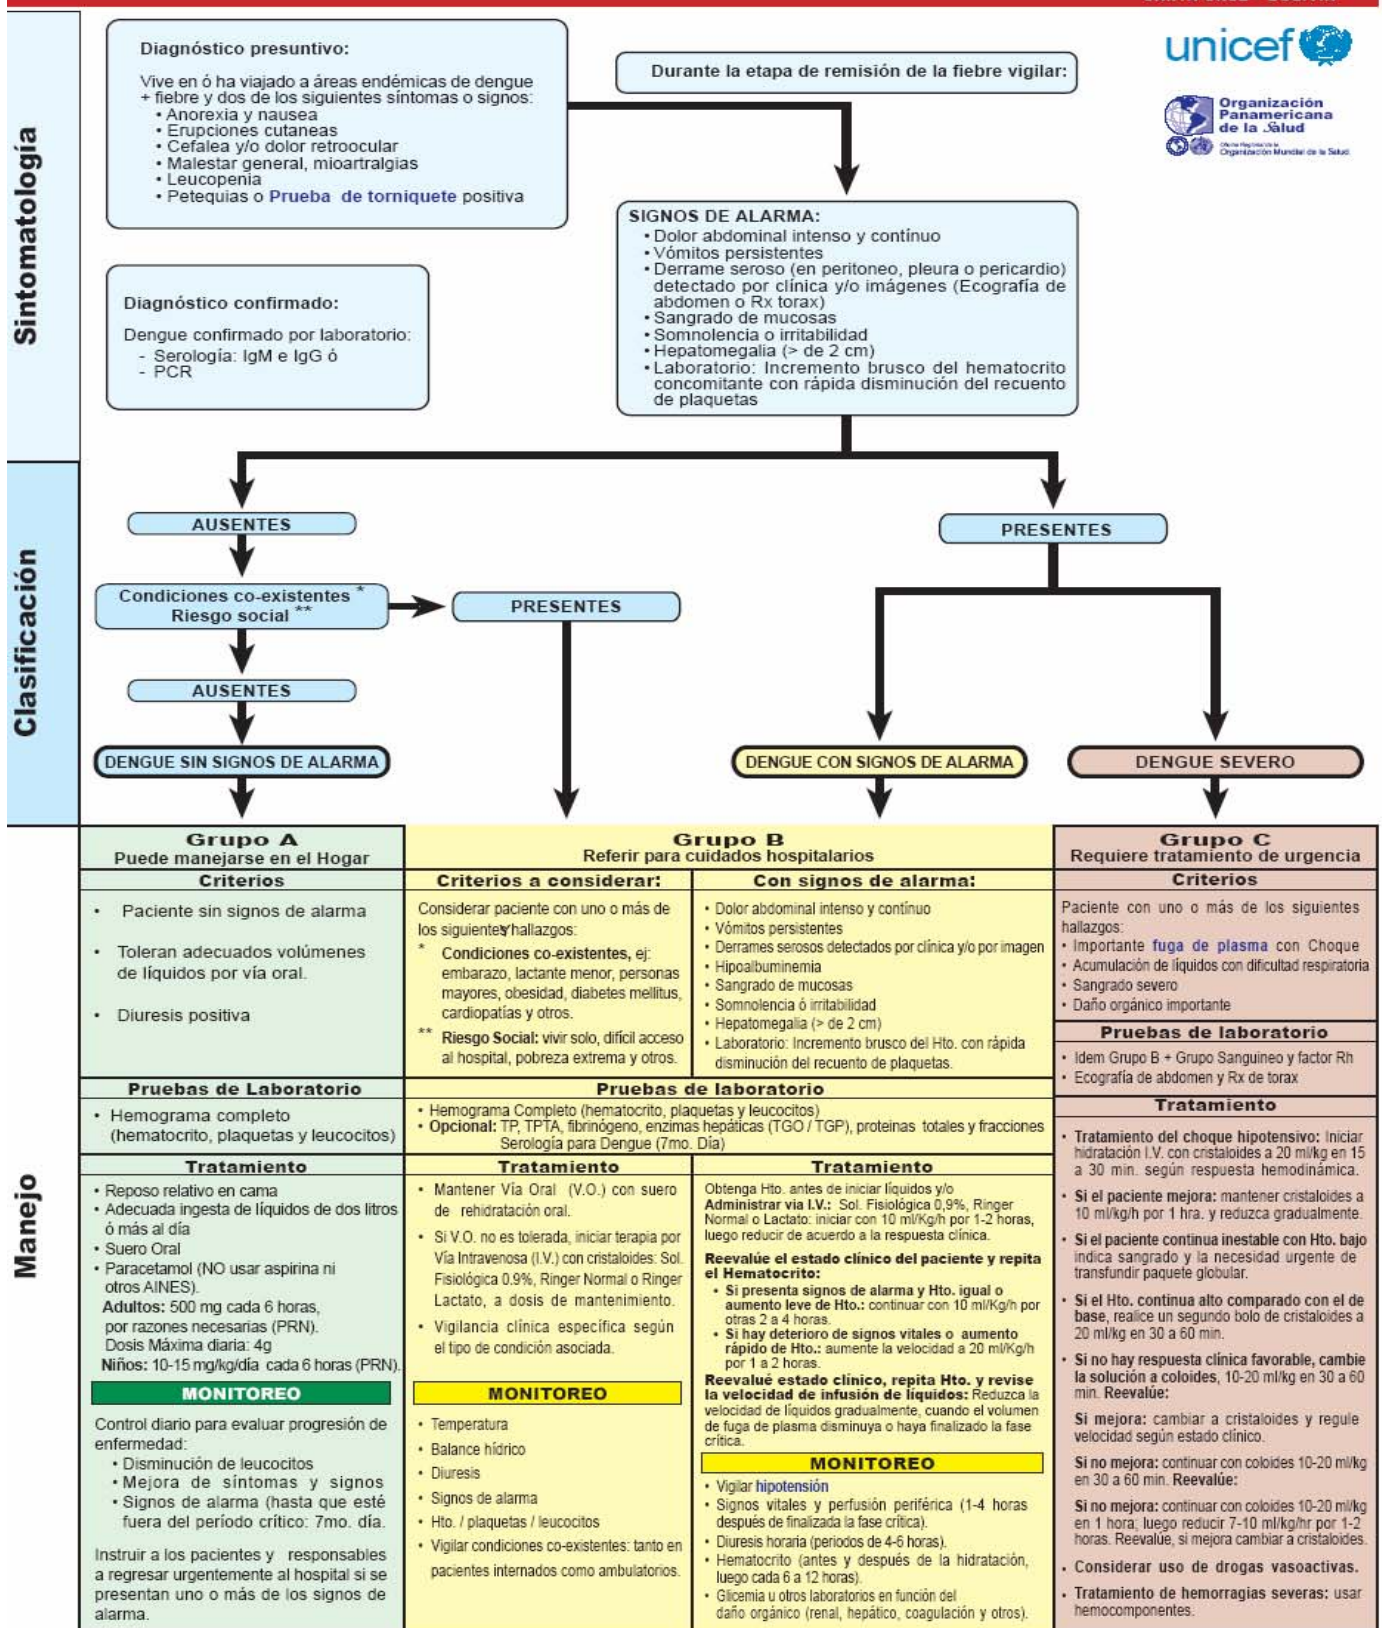 unicef
Organización
Panamericana
de la Salud
Oficina Regional de la
Organización Mundial de la Salud
Sintomatología
Diagnóstico presuntivo:
Vive en ó ha viajado a áreas endémicas de dengue
+ fiebre y dos de los siguientes síntomas o signos:
• Anorexia y nausea
• Erupciones cutaneas
• Cefalea y/o dolor retroocular
• Malestar general, mioartralgias
• Leucopenia
• Petequias o Prueba de torniquete positiva
Durante la etapa de remisión de la fiebre vigilar:
Diagnóstico confirmado:
Dengue confirmado por laboratorio:
- Serología: IgM e IgG ó
- PCR
SIGNOS DE ALARMA:
• Dolor abdominal intenso y contínuo
• Vómitos persistentes
• Derrame seroso (en peritoneo, pleura o pericardio)
detectado por clínica y/o imágenes (Ecografía de
abdomen o Rx torax)
• Sangrado de mucosas
• Somnolencia o irritabilidad
• Hepatomegalia (> de 2 cm)
• Laboratorio: Incremento brusco del hematocrito
concomitante con rápida disminución del recuento
de plaquetas
Clasificación
AUSENTES
PRESENTES
Condiciones co-existentes *
Riesgo social **
PRESENTES
AUSENTES
DENGUE SIN SIGNOS DE ALARMA
DENGUE CON SIGNOS DE ALARMA
DENGUE SEVERO
Manejo
Grupo A
Puede manejarse en el Hogar
Criterios
• Paciente sin signos de alarma
• Toleran adecuados volúmenes
de líquidos por vía oral.
• Diuresis positiva
Pruebas de Laboratorio
• Hemograma completo
(hematocrito, plaquetas y leucocitos)
Tratamiento
• Reposo relativo en cama
• Adecuada ingesta de líquidos de dos litros
ó más al día
• Suero Oral
• Paracetamol (NO usar aspirina ni
otros AINES).
Adultos: 500 mg cada 6 horas,
por razones necesarias (PRN).
Dosis Máxima diaria: 4g
Niños: 10-15 mg/kg/día cada 6 horas (PRN).
MONITOREO
Control diario para evaluar progresión de
enfermedad:
• Disminución de leucocitos
• Mejora de síntomas y signos
• Signos de alarma (hasta que esté
fuera del período crítico: 7mo. día.
Instruir a los pacientes y responsables
a regresar urgentemente al hospital si se
presentan uno o más de los signos de
alarma.
Grupo B
Referir para cuidados hospitalarios
Criterios a considerar:
Considerar paciente con uno o más de
los siguientes hallazgos:
* Condiciones co-existentes, ej:
embarazo, lactante menor, personas
mayores, obesidad, diabetes mellitus,
cardiopatías y otros.
** Riesgo Social: vivir solo, difícil acceso
al hospital, pobreza extrema y otros.
Con signos de alarma:
• Dolor abdominal intenso y contínuo
• Vómitos persistentes
• Derrames serosos detectados por clínica y/o por imagen
• Hipoalbuminemia
• Sangrado de mucosas
• Somnolencia ó irritabilidad
• Hepatomegalia (> de 2 cm)
• Laboratorio: Incremento brusco del Hto. con rápida
disminución del recuento de plaquetas.
Pruebas de laboratorio
• Hemograma Completo (hematocrito, plaquetas y leucocitos)
• Opcional: TP, TPTA, fibrinógeno, enzimas hepáticas (TGO / TGP), proteinas totales y fracciones
Serología para Dengue (7mo. Día)
Tratamiento
• Mantener Vía Oral (V.O.) con suero
de rehidratación oral.
• Si V.O. no es tolerada, iniciar terapia por
Vía Intravenosa (I.V.) con cristaloides: Sol.
Fisiológica 0.9%, Ringer Normal o Ringer
Lactato, a dosis de mantenimiento.
• Vigilancia clínica específica según
el tipo de condición asociada.
MONITOREO
• Temperatura
• Balance hídrico
• Diuresis
• Signos de alarma
• Hto. / plaquetas / leucocitos
• Vigilar condiciones co-existentes: tanto en
pacientes internados como ambulatorios.
Tratamiento
Obtenga Hto. antes de iniciar líquidos y/o
Administrar via I.V.: Sol. Fisiológica 0,9%, Ringer
Normal o Lactato: iniciar con 10 ml/Kg/h por 1-2 horas,
luego reducir de acuerdo a la respuesta clínica.
Reevalúe el estado clínico del paciente y repita
el Hematocrito:
• Si presenta signos de alarma y Hto. igual o
aumento leve de Hto.: continuar con 10 ml/Kg/h por
otras 2 a 4 horas.
• Si hay deterioro de signos vitales o aumento
rápido de Hto.: aumente la velocidad a 20 ml/Kg/h
por 1 a 2 horas.
Reevalué estado clínico, repita Hto. y revise
la velocidad de infusión de líquidos: Reduzca la
velocidad de líquidos gradualmente, cuando el volumen
de fuga de plasma disminuya o haya finalizado la fase
crítica.
MONITOREO
• Vigilar hipotensión
• Signos vitales y perfusión periférica (1-4 horas
después de finalizada la fase crítica).
• Diuresis horaria (periodos de 4-6 horas).
• Hematocrito (antes y después de la hidratación,
luego cada 6 a 12 horas).
• Glicemia u otros laboratorios en función del
daño orgánico (renal, hepático, coagulación y otros).
Grupo C
Requiere tratamiento de urgencia
Criterios
Paciente con uno o más de los siguientes
hallazgos:
• Importante fuga de plasma con Choque
• Acumulación de líquidos con dificultad respiratoria
• Sangrado severo
• Daño orgánico importante
Pruebas de laboratorio
• Idem Grupo B + Grupo Sanguineo y factor Rh
• Ecografía de abdomen y Rx de torax
Tratamiento
• Tratamiento del choque hipotensivo: Iniciar
hidratación I.V. con cristaloides a 20 ml/kg en 15
a 30 min. según respuesta hemodinámica.
• Si el paciente mejora: mantener cristaloides a
10 ml/kg/h por 1 hra. y reduzca gradualmente.
• Si el paciente continua inestable con Hto. bajo
indica sangrado y la necesidad urgente de
transfundir paquete globular.
• Si el Hto. continua alto comparado con el de
base, realice un segundo bolo de cristaloides a
20 ml/kg en 30 a 60 min.
• Si no hay respuesta clínica favorable, cambie
la solución a coloides, 10-20 ml/kg en 30 a 60
min. Reevalúe:
Si mejora: cambiar a cristaloides y regule
velocidad según estado clínico.
Si no mejora: continuar con coloides 10-20 ml/kg
en 30 a 60 min. Reevalúe:
Si no mejora: continuar con coloides 10-20 ml/kg
en 1 hora; luego reducir 7-10 ml/kg/hr por 1-2
horas. Reevalúe, si mejora cambiar a cristaloides.
• Considerar uso de drogas vasoactivas.
• Tratamiento de hemorragias severas: usar
hemocomponentes.